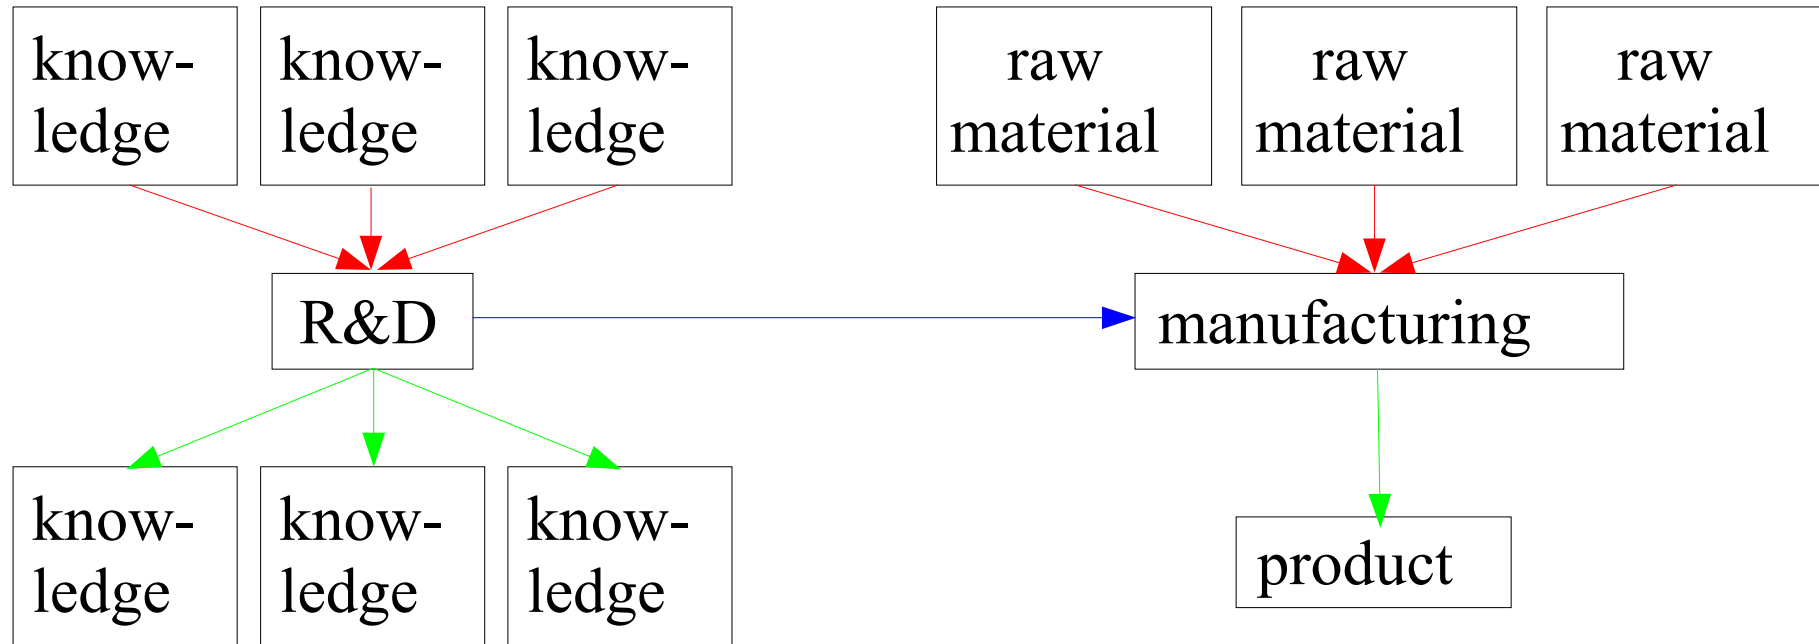 know-
ledge
know-
ledge
know-
ledge
raw
material
raw
material
raw
material
R&D
manufacturing
know-
ledge
know-
ledge
know-
ledge
product